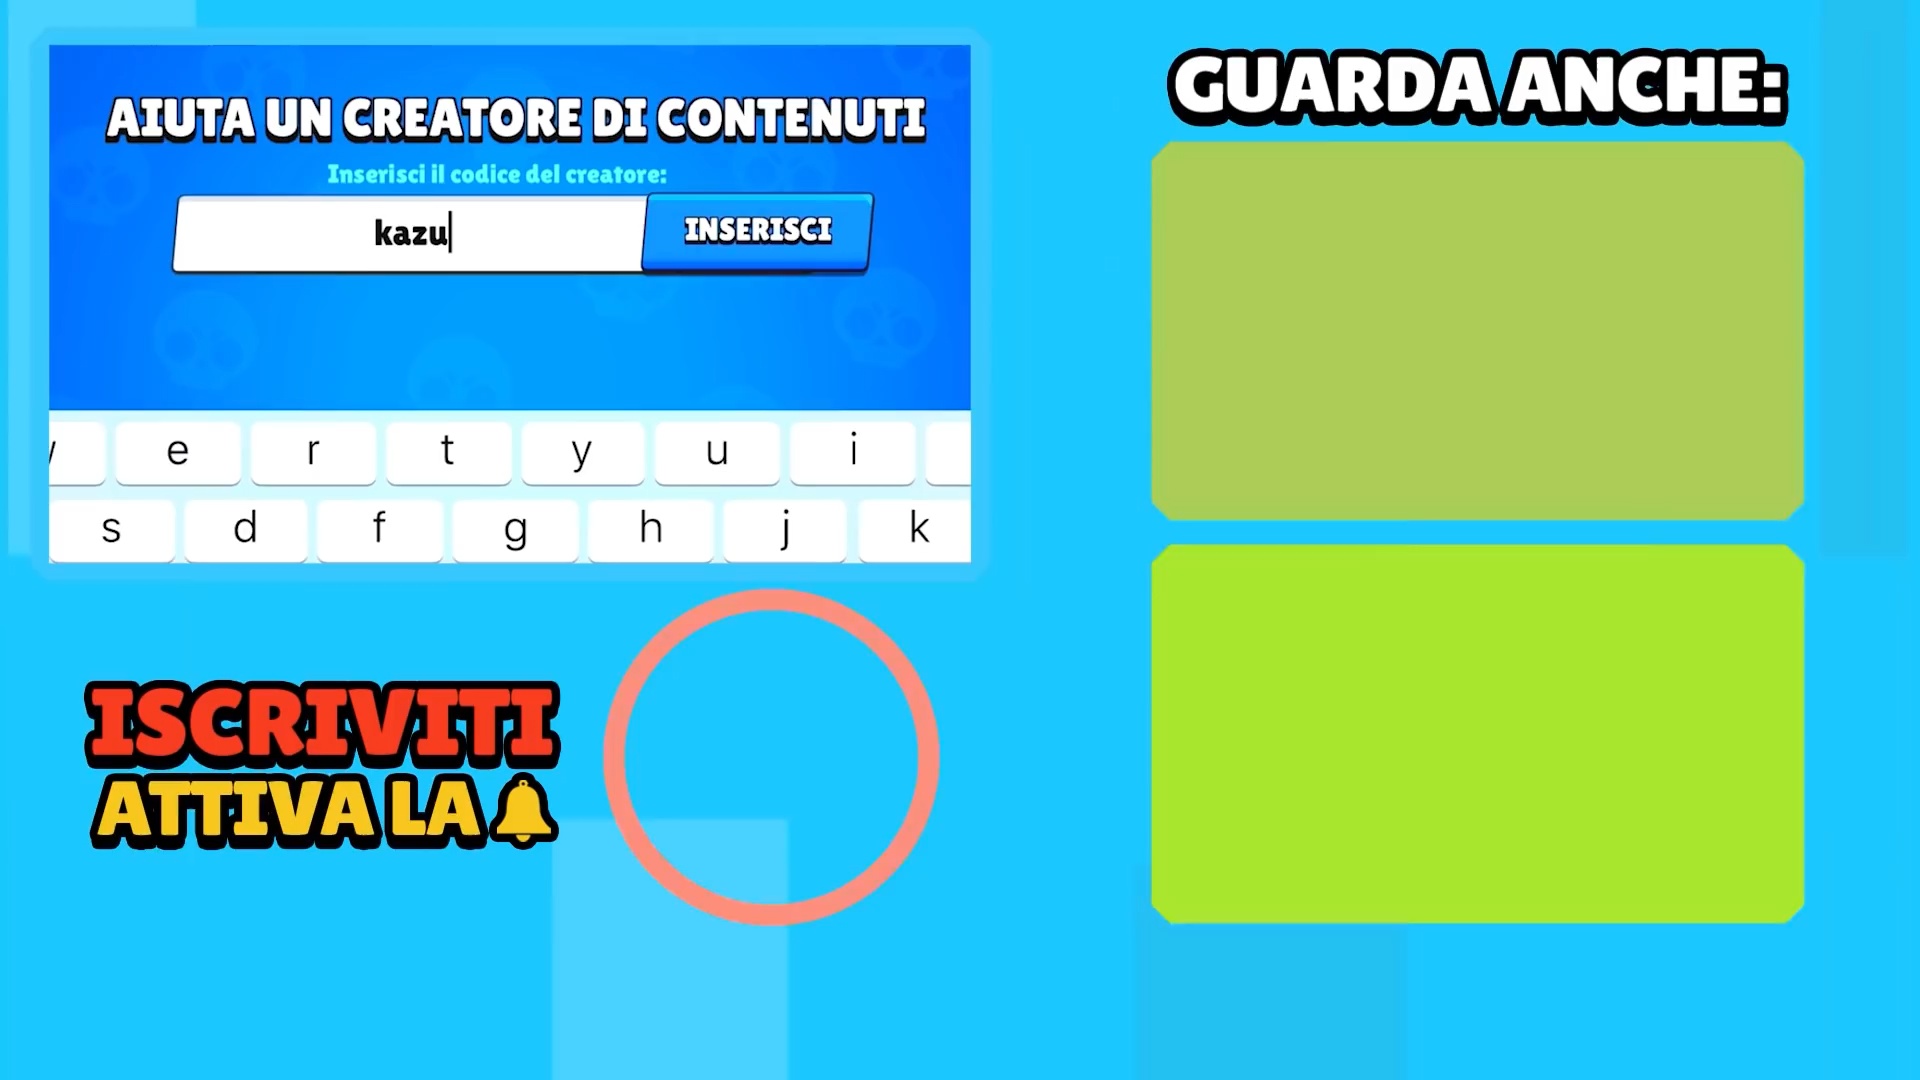 AIUTA UN CREATORE DI CONTENUTI
Inserisci il codice del creatore:
kazu
INSERISCI
e r t y u i
s d f g h j k
GUARDA ANCHE:
ISCRIVITI
ATTIVA LA